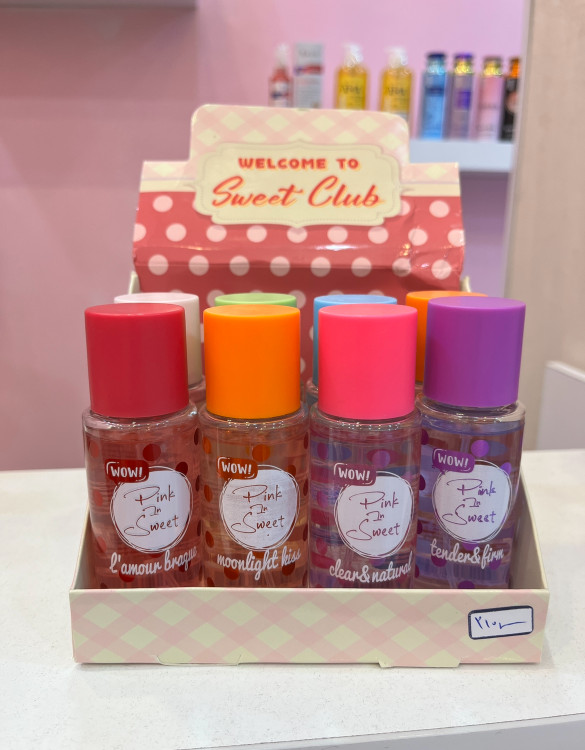 WELCOME TO
Sweet Club
WOW!
Pink
In
Sweet
l'amour braque
WOW!
Pink
In
Sweet
moonlight kiss
WOW!
Pink
In
Sweet
clear&natural
WOW!
Pink
In
Sweet
tender&firm